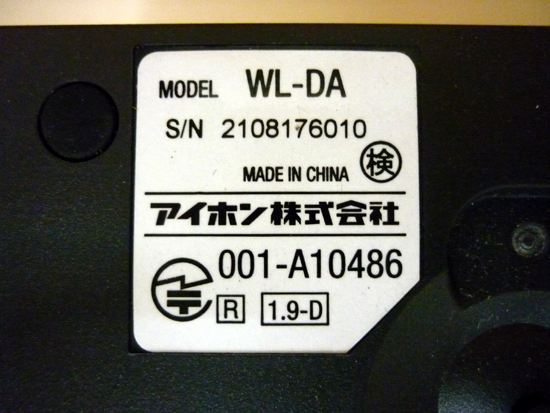 MODEL WL-DA
S/N 2108176010
MADE IN CHINA 検
アイホン株式会社
001-A10486
R 1.9-D